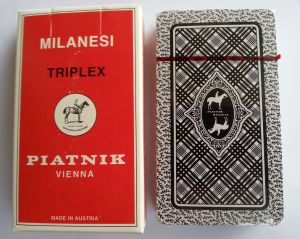 MILANESI
TRIPLEX
PIATNIK
VIENNA
MADE IN AUSTRIA